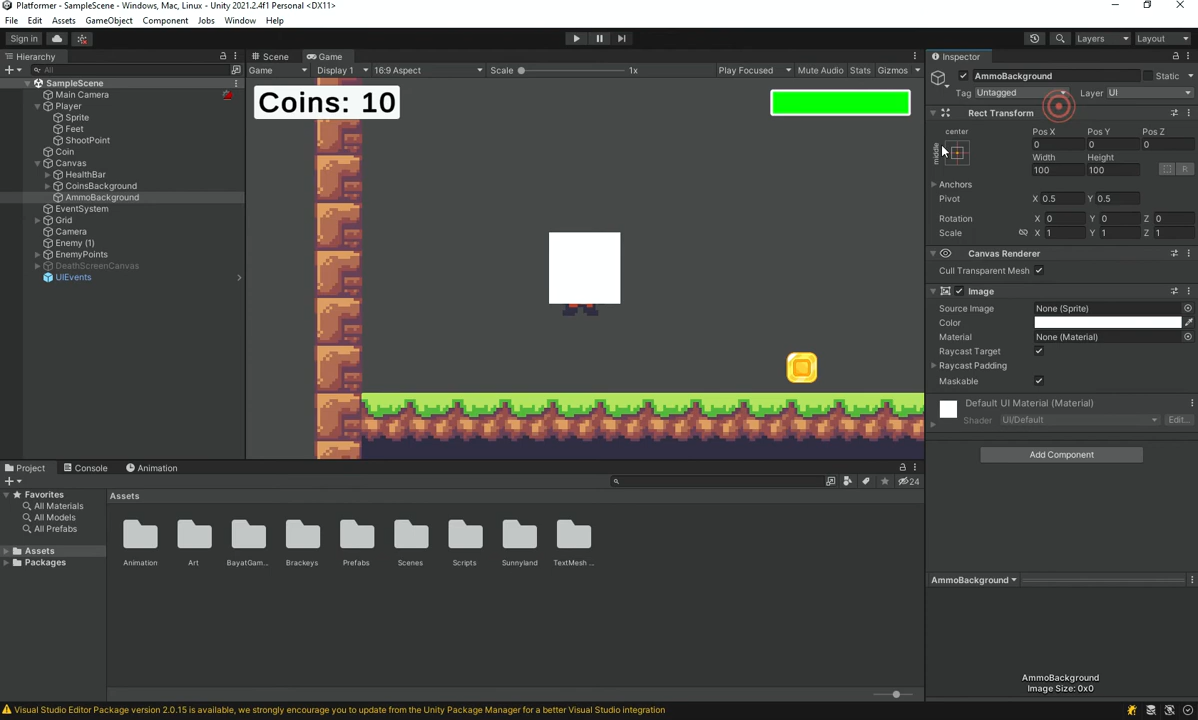 Platformer - SampleScene - Windows, Mac, Linux - Unity 2021.2.4f1 Personal <DX11>
File Edit Assets GameObject Component Jobs Window Help
Sign in Layers Layout
Hierarchy Scene Game Inspector
All Game Display 1 16:9 Aspect Scale 1x Play Focused Mute Audio Stats Gizmos
AmmoBackground Static
SampleScene
Tag Untagged Layer UI
Main Camera
Coins: 10
Player
Rect Transform
Sprite
Feet
center Pos X Pos Y Pos Z
ShootPoint
middle 0 0 0
Coin
Width Height
Canvas
100 100 R
HealthBar
CoinsBackground
Anchors
AmmoBackground
Pivot X 0.5 Y 0.5
EventSystem
Grid
Rotation X 0 Y 0 Z 0
Camera
Scale X 1 Y 1 Z 1
Enemy (1)
EnemyPoints
Canvas Renderer
DeathScreenCanvas
Cull Transparent Mesh
UIEvents
Image
Source Image None (Sprite)
Color
Material None (Material)
Raycast Target
Raycast Padding
Maskable
Default UI Material (Material)
Shader UI/Default Edit...
Add Component
Project Console Animation
24
Favorites Assets
All Materials
All Models
All Prefabs
Assets
Packages
Animation Art BayatGam... Brackeys Prefabs Scenes Scripts Sunnyland TextMesh ...
AmmoBackground
AmmoBackground
Image Size: 0x0
Visual Studio Editor Package version 2.0.15 is available, we strongly encourage you to update from the Unity Package Manager for a better Visual Studio integration